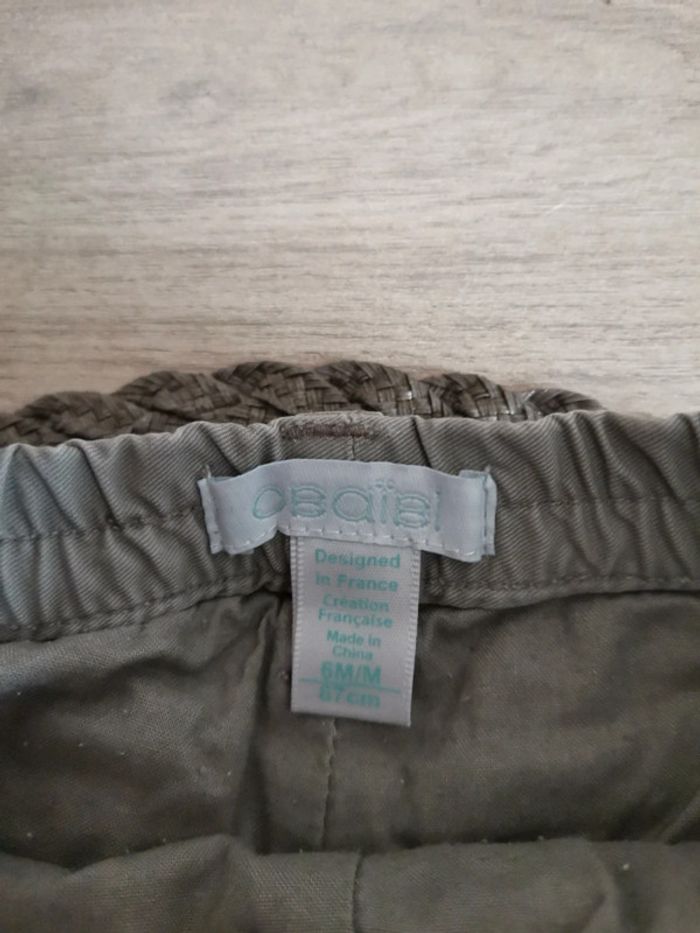 OBaïBi
Designed
in France
Création
Française
Made in
China
6M/M
67cm